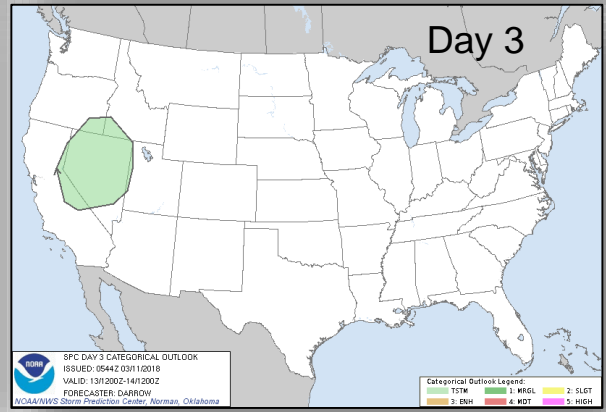 Day 3
NOAA
SPC DAY 3 CATEGORICAL OUTLOOK
ISSUED: 0544Z 03/11/2018
VALID: 13/1200Z-14/1200Z
FORECASTER: DARROW
NOAA/NWS Storm Prediction Center, Norman, Oklahoma
Categorical Outlook Legend:
TSTM 1: MRGL 2: SLGT
3: ENH 4: MDT 5: HIGH